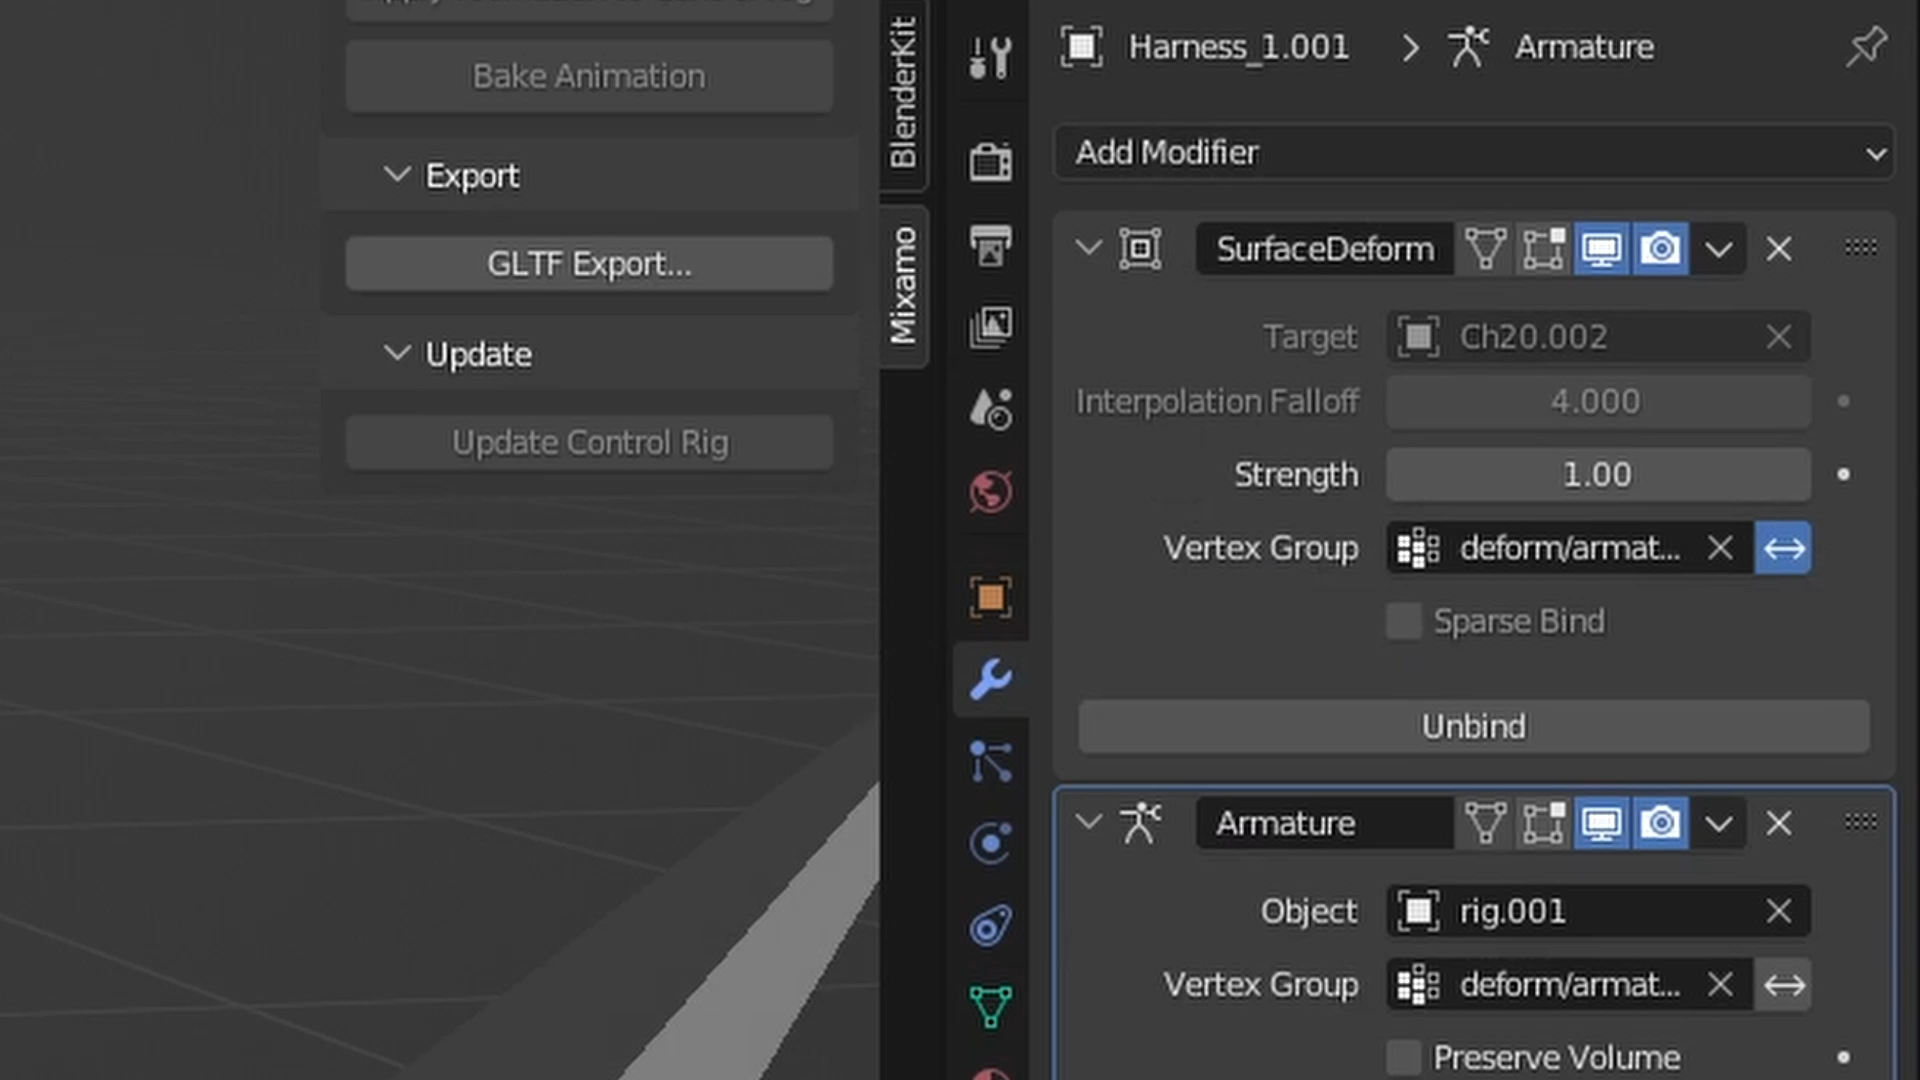 Bake Animation
Export
GLTF Export...
Update
Update Control Rig
BlenderKit
Mixamo
Harness_1.001
Armature
Add Modifier
SurfaceDeform
Target
Ch20.002
Interpolation Falloff
4.000
Strength
1.00
Vertex Group
deform/armat...
Sparse Bind
Unbind
Armature
Object
rig.001
Vertex Group
deform/armat...
Preserve Volume